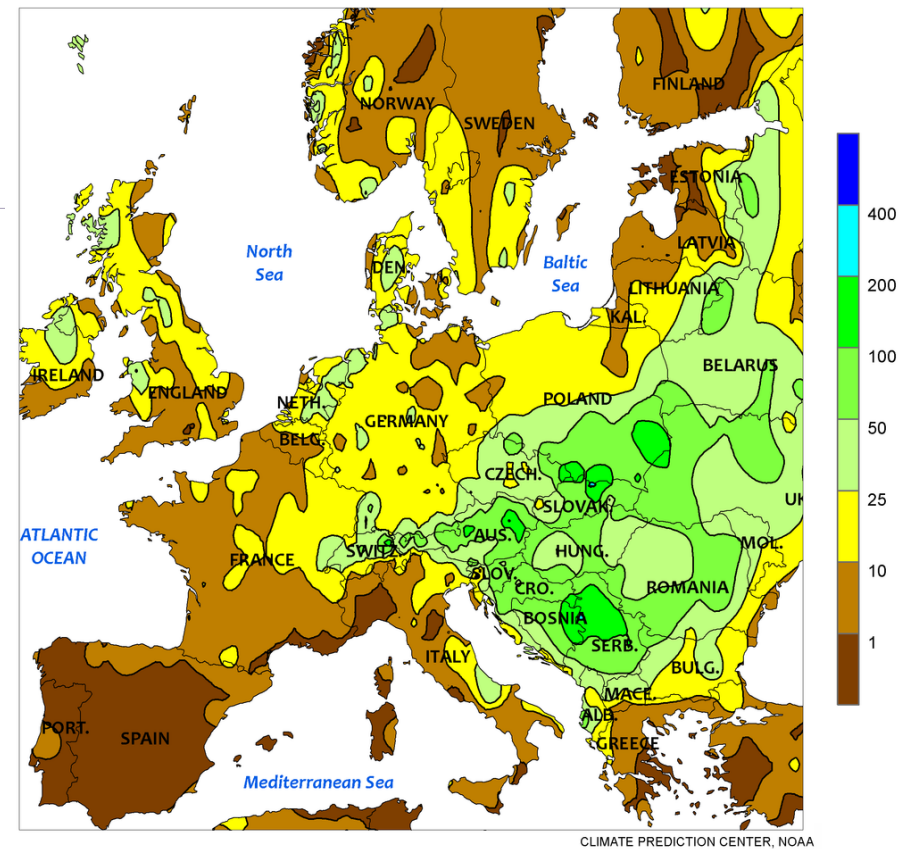 FINLAND
NORWAY
SWEDEN
ESTONIA
LATVIA
North
Sea
Baltic
Sea
DEN.
LITHUANIA
KAL.
IRELAND
ENGLAND
NETH.
BELG.
GERMANY
POLAND
BELARUS
CZECH.
SLOVAK.
UK
ATLANTIC
OCEAN
FRANCE
SWITZ.
AUS.
HUNG.
MOL.
SLOV.
CRO.
ROMANIA
BOSNIA
SERB.
ITALY
BULG.
MACE.
ALB.
GREECE
PORT.
SPAIN
Mediterranean Sea
400
200
100
50
25
10
1
CLIMATE PREDICTION CENTER, NOAA